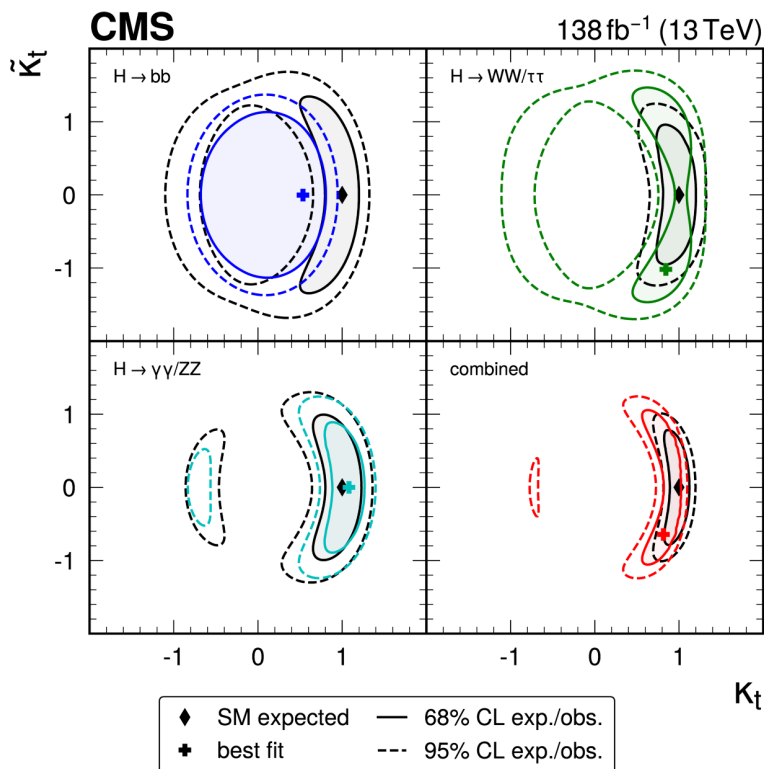 CMS
138 fb⁻¹ (13 TeV)
κ̃ₜ
H → bb
H → WW/ττ
1
0
-1
H → γγ/ZZ
combined
1
0
-1
-1 0 1 -1 0 1
κₜ
SM expected
68% CL exp./obs.
best fit
95% CL exp./obs.